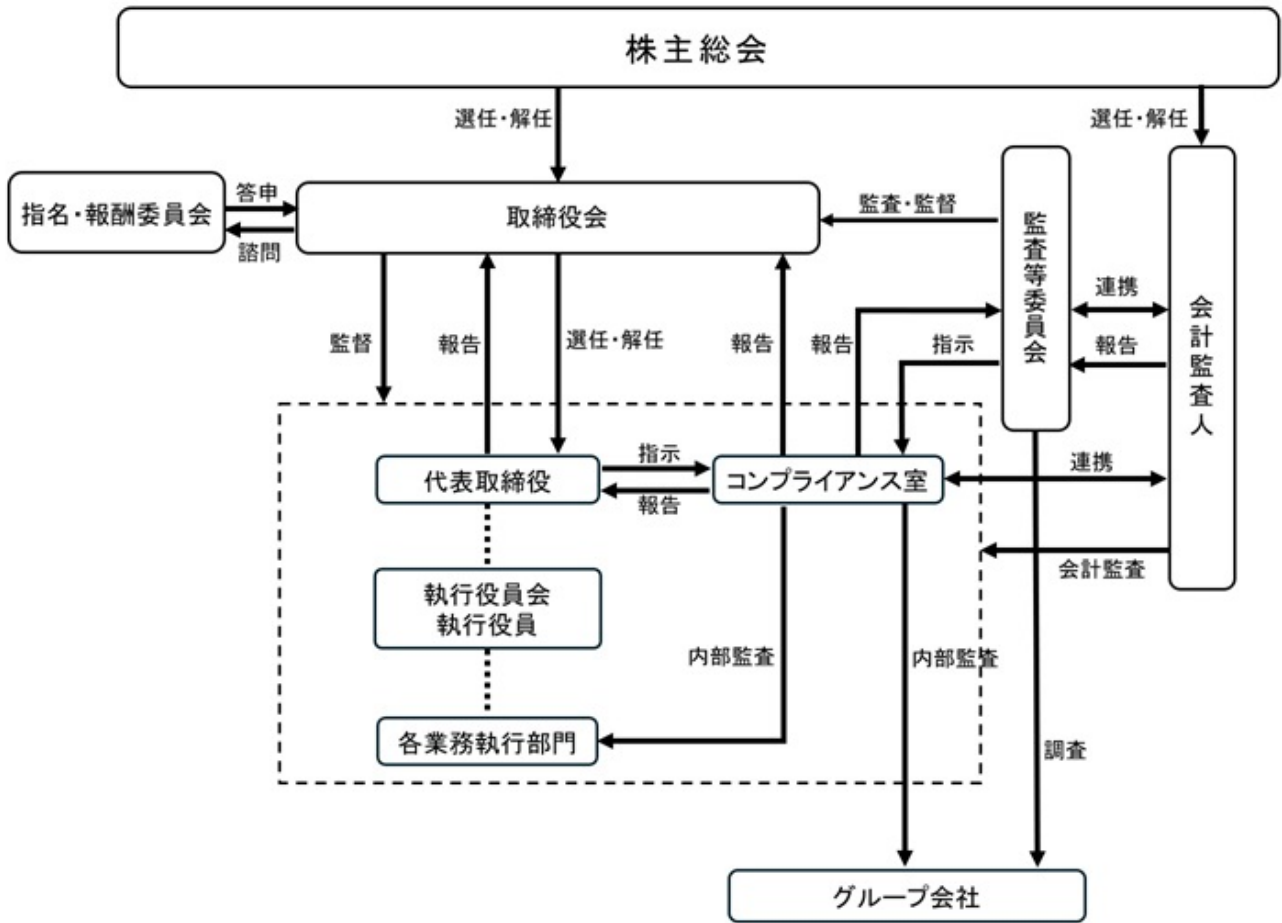 株主総会
選任・解任
選任・解任
指名・報酬委員会
答申
諮問
取締役会
監査・監督
監査等委員会
会計監査人
連携
報告
監督
報告
選任・解任
報告
報告
指示
代表取締役
指示
報告
コンプライアンス室
連携
会計監査
執行役員会
執行役員
内部監査
内部監査
各業務執行部門
調査
グループ会社